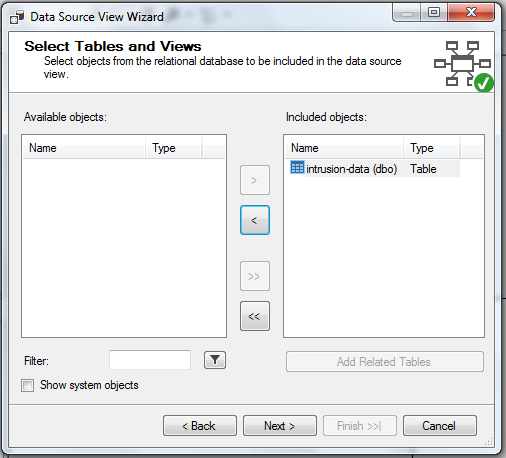 Data Source View Wizard
Select Tables and Views
Select objects from the relational database to be included in the data source
view.
Available objects:
Included objects:
Name Type
Name Type
intrusion-data (dbo) Table
>
<
>>
<<
Filter:
Add Related Tables
Show system objects
< Back Next > Finish >>| Cancel